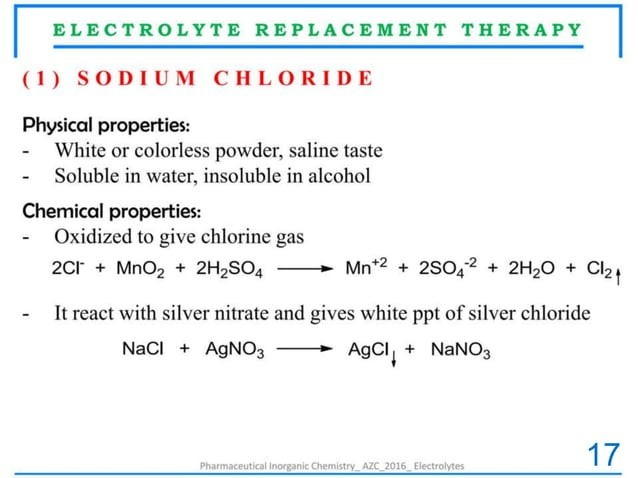 ELECTROLYTE REPLACEMENT THERAPY
(1) SODIUM CHLORIDE
Physical properties:
- White or colorless powder, saline taste
- Soluble in water, insoluble in alcohol
Chemical properties:
- Oxidized to give chlorine gas
2Cl⁻ + MnO₂ + 2H₂SO₄ ⟶ Mn⁺² + 2SO₄⁻² + 2H₂O + Cl₂↑
- It react with silver nitrate and gives white ppt of silver chloride
NaCl + AgNO₃ ⟶ AgCl↓ + NaNO₃
Pharmaceutical Inorganic Chemistry_ AZC_2016_ Electrolytes
17